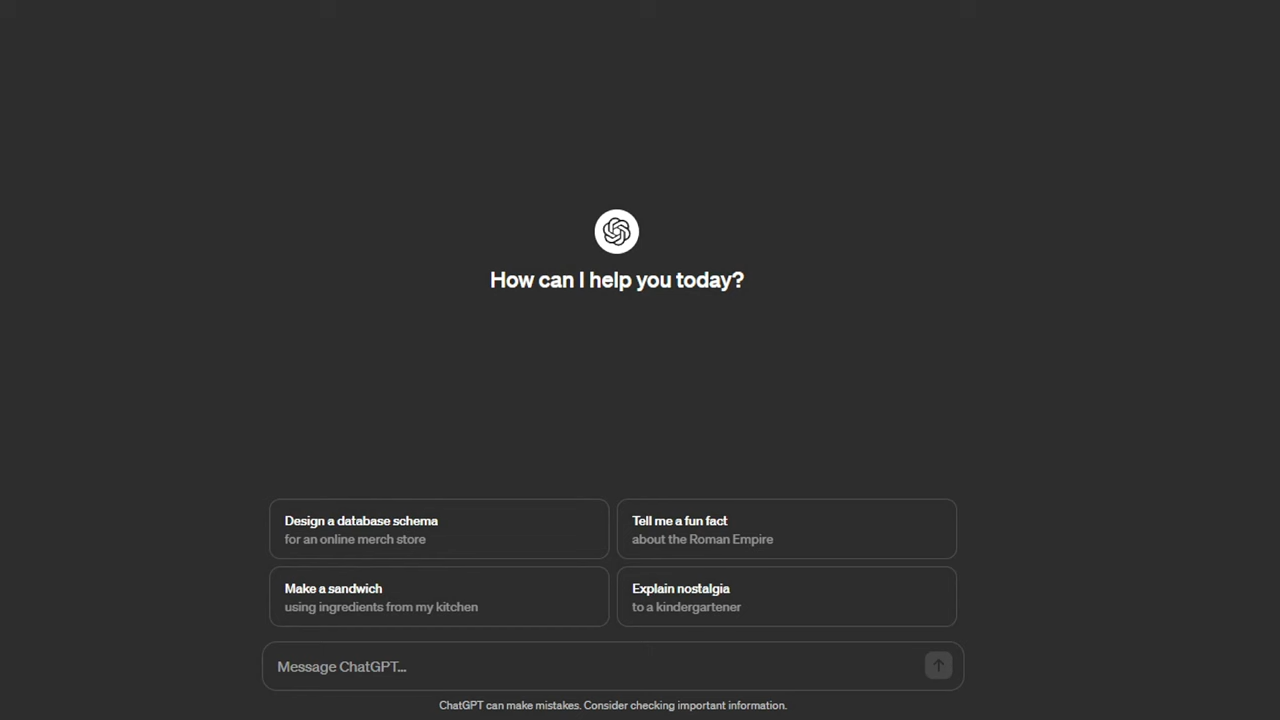 How can I help you today?
Design a database schema
for an online merch store
Tell me a fun fact
about the Roman Empire
Make a sandwich
using ingredients from my kitchen
Explain nostalgia
to a kindergartener
Message ChatGPT...
ChatGPT can make mistakes. Consider checking important information.